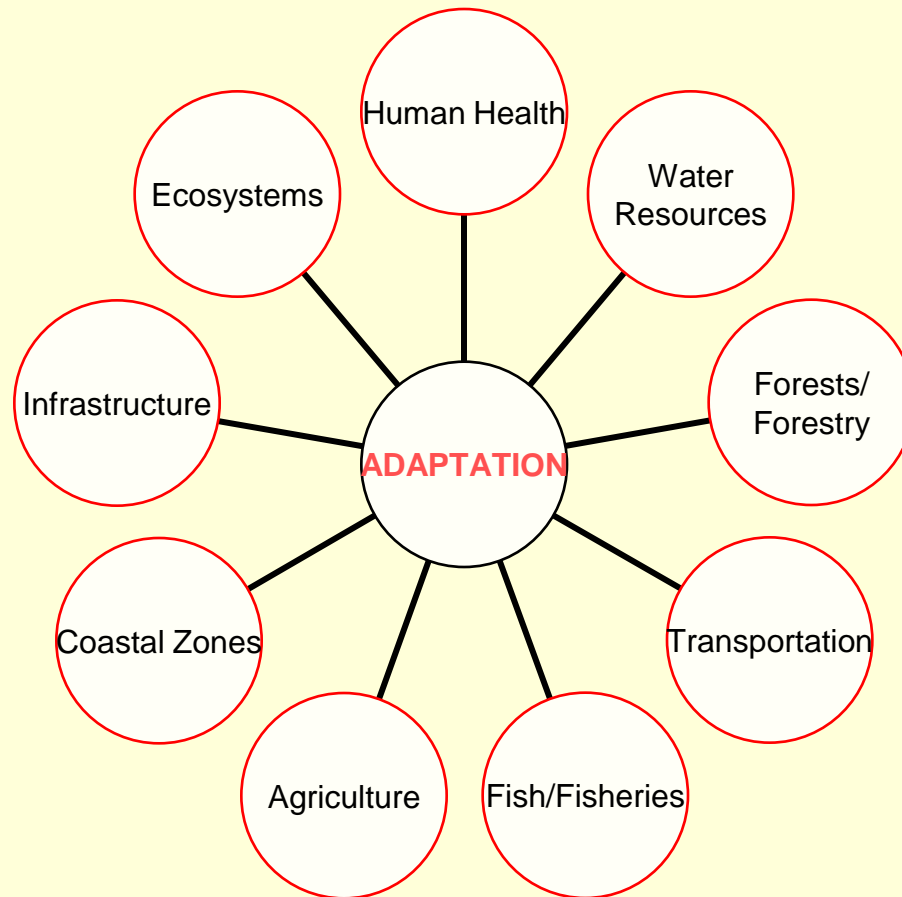 Human Health
Water
Resources
Ecosystems
Forests/
Forestry
Infrastructure
ADAPTATION
Coastal Zones
Transportation
Agriculture
Fish/Fisheries